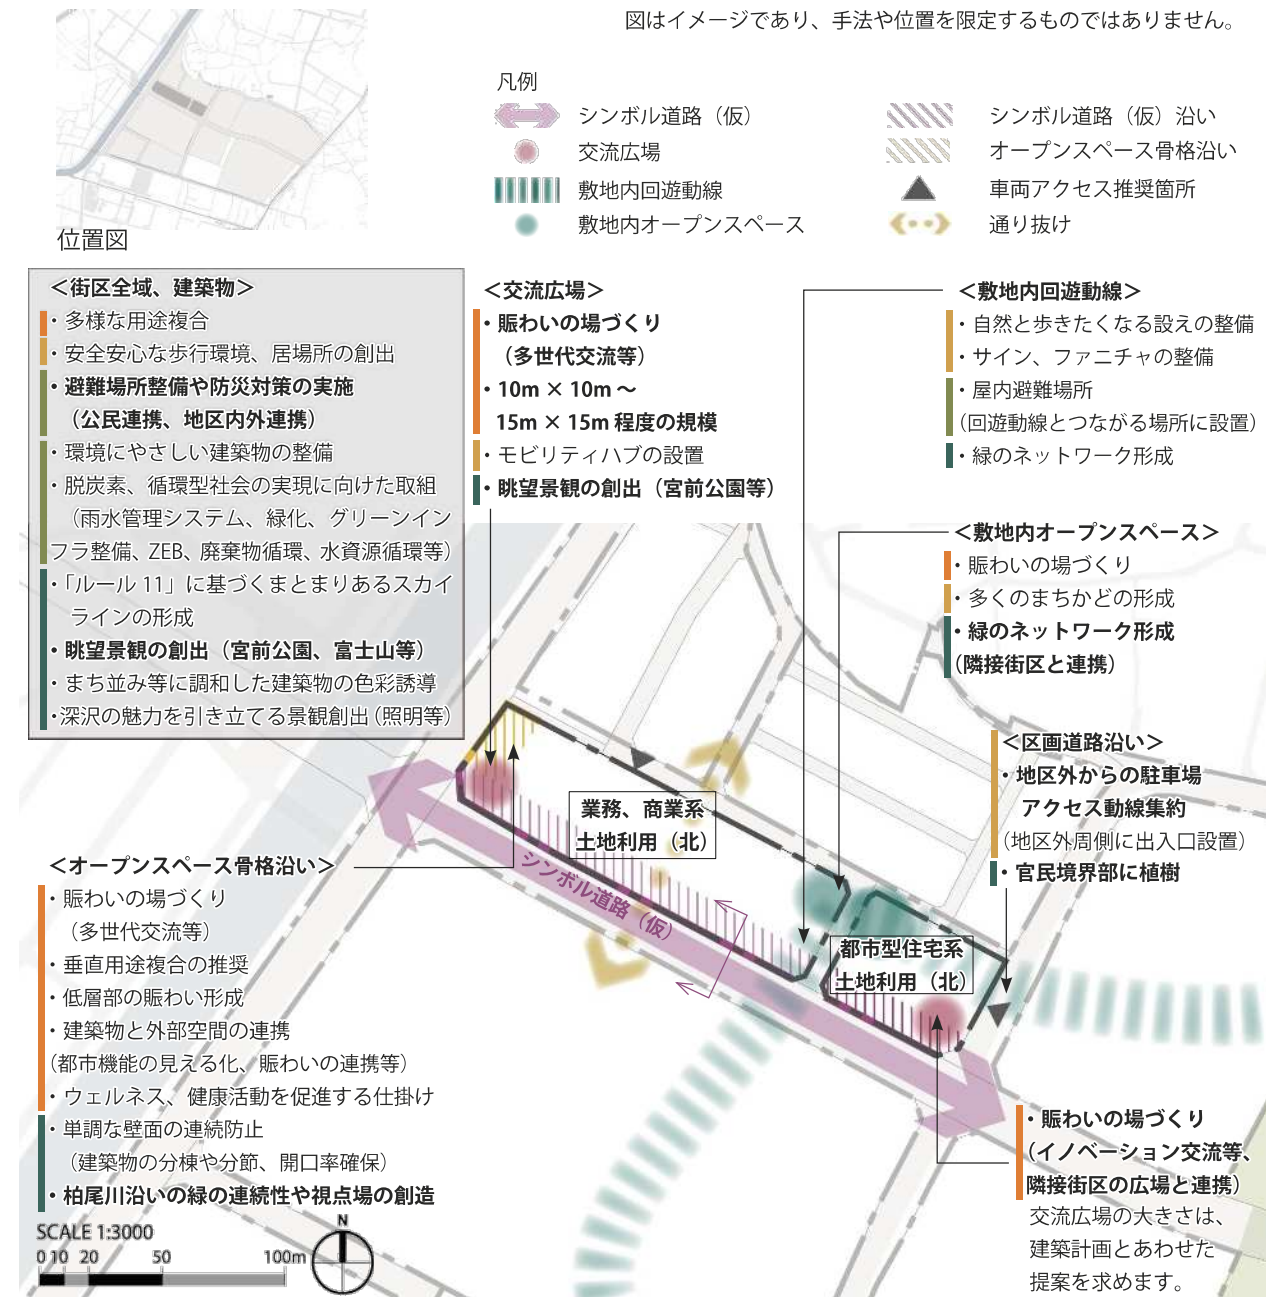 図はイメージであり、手法や位置を限定するものではありません。
位置図
凡例
シンボル道路（仮）
交流広場
敷地内回遊動線
敷地内オープンスペース
シンボル道路（仮）沿い
オープンスペース骨格沿い
車両アクセス推奨箇所
通り抜け
＜街区全域、建築物＞
・多様な用途複合
・安全安心な歩行環境、居場所の創出
・避難場所整備や防災対策の実施
（公民連携、地区内外連携）
・環境にやさしい建築物の整備
・脱炭素、循環型社会の実現に向けた取組
（雨水管理システム、緑化、グリーンイン
フラ整備、ZEB、廃棄物循環、水資源循環等）
・「ルール 11」に基づくまとまりあるスカイ
ラインの形成
・眺望景観の創出（宮前公園、富士山等）
・まち並み等に調和した建築物の色彩誘導
・深沢の魅力を引き立てる景観創出（照明等）
＜交流広場＞
・賑わいの場づくり
（多世代交流等）
・10m × 10m ～
15m × 15m 程度の規模
・モビリティハブの設置
・眺望景観の創出（宮前公園等）
＜敷地内回遊動線＞
・自然と歩きたくなる設えの整備
・サイン、ファニチャの整備
・屋内避難場所
（回遊動線とつながる場所に設置）
・緑のネットワーク形成
＜敷地内オープンスペース＞
・賑わいの場づくり
・多くのまちかどの形成
・緑のネットワーク形成
（隣接街区と連携）
＜区画道路沿い＞
・地区外からの駐車場
アクセス動線集約
（地区外周側に出入口設置）
・官民境界部に植樹
業務、商業系
土地利用（北）
シンボル道路（仮）
都市型住宅系
土地利用（北）
＜オープンスペース骨格沿い＞
・賑わいの場づくり
（多世代交流等）
・垂直用途複合の推奨
・低層部の賑わい形成
・建築物と外部空間の連携
（都市機能の見える化、賑わいの連携等）
・ウェルネス、健康活動を促進する仕掛け
・単調な壁面の連続防止
（建築物の分棟や分節、開口率確保）
・柏尾川沿いの緑の連続性や視点場の創造
・賑わいの場づくり
（イノベーション交流等、
隣接街区の広場と連携）
交流広場の大きさは、
建築計画とあわせた
提案を求めます。
SCALE 1:3000
0 10 20 50 100m
N